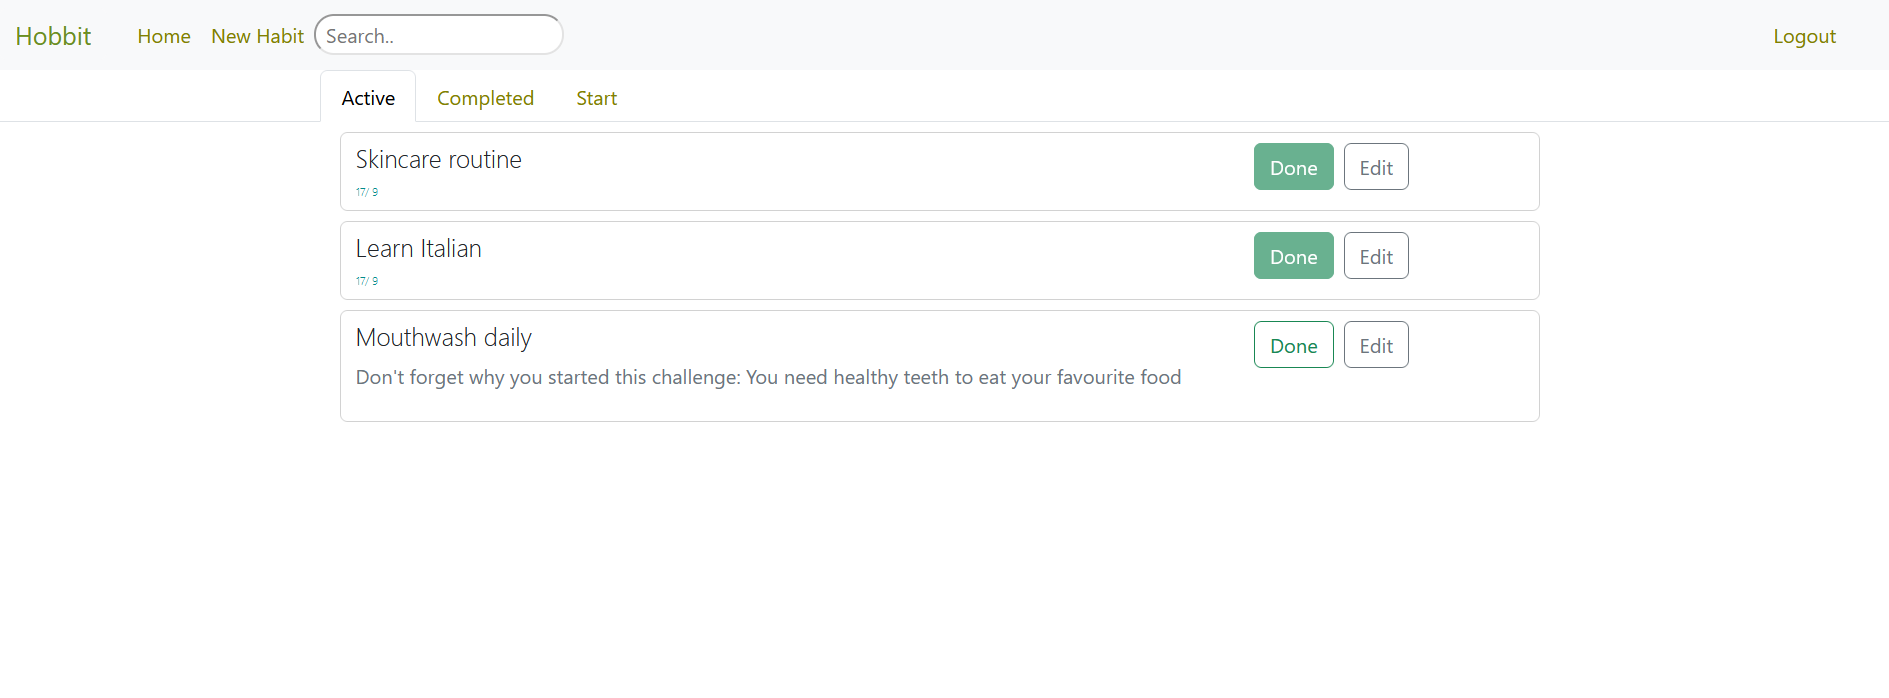 Hobbit Home New Habit Search.. Logout
Active Completed Start
Skincare routine Done Edit
17/ 9
Learn Italian Done Edit
17/ 9
Mouthwash daily Done Edit
Don't forget why you started this challenge: You need healthy teeth to eat your favourite food